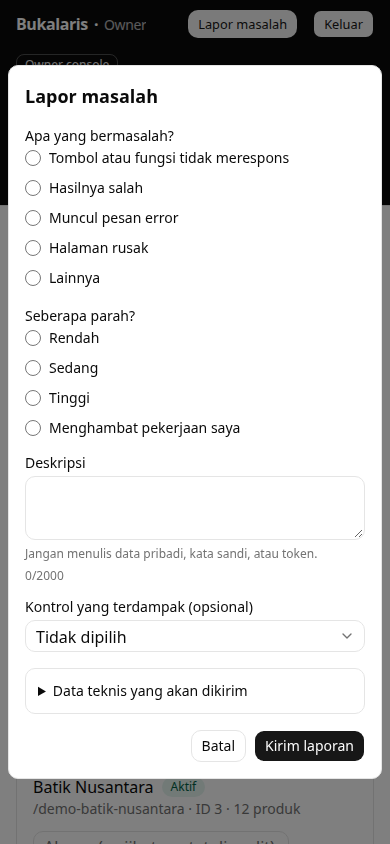 Bukalaris • Owner
Lapor masalah
Keluar
Owner console
Lapor masalah
Apa yang bermasalah?
Tombol atau fungsi tidak merespons
Hasilnya salah
Muncul pesan error
Halaman rusak
Lainnya
Seberapa parah?
Rendah
Sedang
Tinggi
Menghambat pekerjaan saya
Deskripsi
Jangan menulis data pribadi, kata sandi, atau token.
0/2000
Kontrol yang terdampak (opsional)
Tidak dipilih
Data teknis yang akan dikirim
Batal
Kirim laporan
Batik Nusantara
Aktif
/demo-batik-nusantara · ID 3 · 12 produk